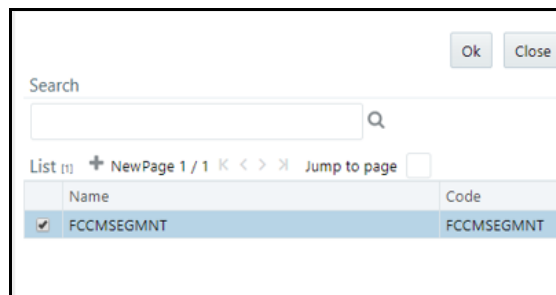 Ok Close
Search
List [1] NewPage 1 / 1 Jump to page
Name Code
FCCMSEGMNT FCCMSEGMNT